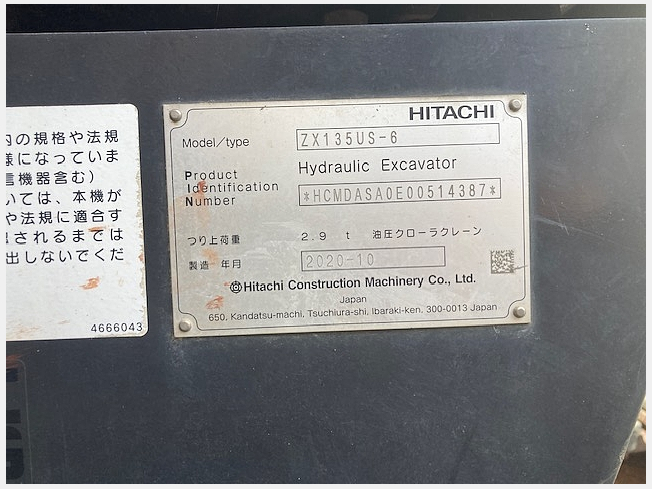 内の規格や法規
様になっていま
信機器含む)
いては、本機が
や法規に適合す
されるまでは
出しないでくだ
4666043
HITACHI
Model/type ZX135US-6
Product Hydraulic Excavator
Identification
Number *HCMDASA0E00514387*
つり上荷重 2.9 t 油圧クローラクレーン
製造 年月 2020-10
Hitachi Construction Machinery Co., Ltd.
Japan
650, Kandatsu-machi, Tsuchiura-shi, Ibaraki-ken, 300-0013 Japan